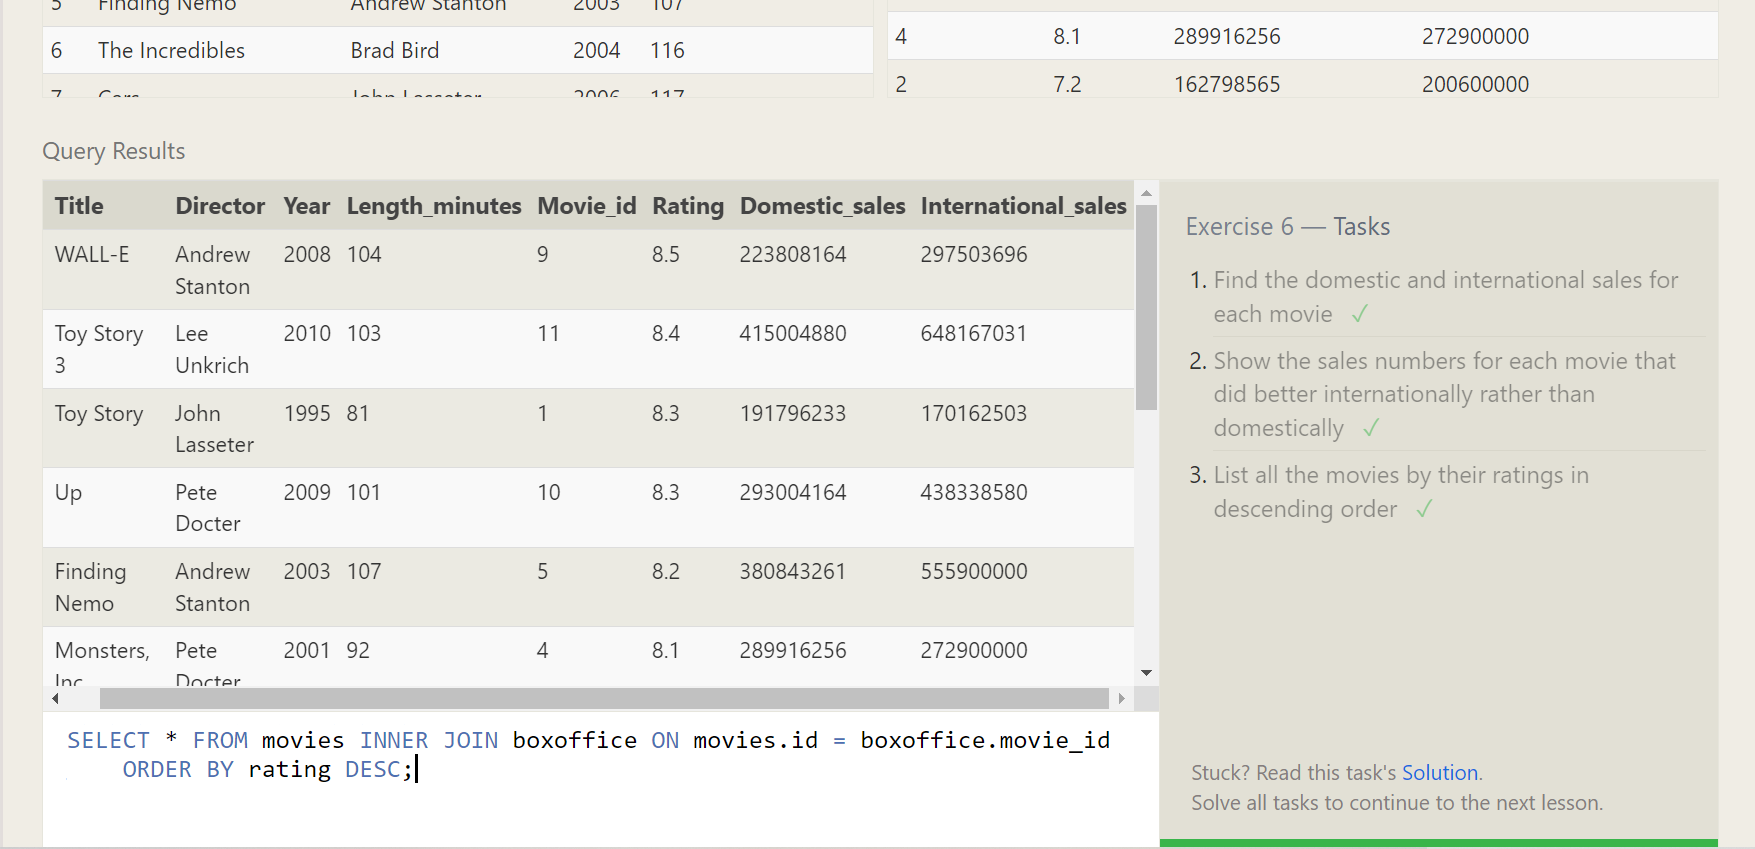 5 Finding Nemo Andrew Stanton 2003 107
6 The Incredibles Brad Bird 2004 116
7 Cars John Lasseter 2006 117
4 8.1 289916256 272900000
2 7.2 162798565 200600000
Query Results
Title Director Year Length_minutes Movie_id Rating Domestic_sales International_sales
WALL-E Andrew 2008 104 9 8.5 223808164 297503696
Stanton
Toy Story Lee 2010 103 11 8.4 415004880 648167031
3 Unkrich
Toy Story John 1995 81 1 8.3 191796233 170162503
Lasseter
Up Pete 2009 101 10 8.3 293004164 438338580
Docter
Finding Andrew 2003 107 5 8.2 380843261 555900000
Nemo Stanton
Monsters, Pete 2001 92 4 8.1 289916256 272900000
Inc. Docter
SELECT * FROM movies INNER JOIN boxoffice ON movies.id = boxoffice.movie_id
ORDER BY rating DESC;
Exercise 6 — Tasks
1. Find the domestic and international sales for
each movie ✓
2. Show the sales numbers for each movie that
did better internationally rather than
domestically ✓
3. List all the movies by their ratings in
descending order ✓
Stuck? Read this task's Solution.
Solve all tasks to continue to the next lesson.